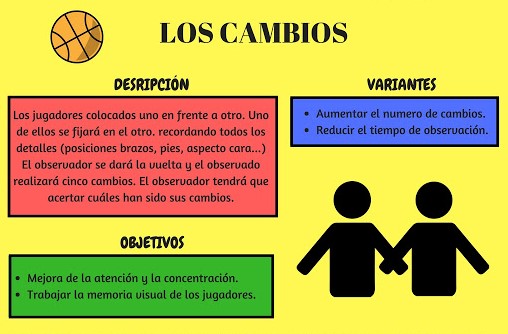 LOS CAMBIOS
DESRIPCIÓN
Los jugadores colocados uno en frente a otro. Uno
de ellos se fijará en el otro. recordando todos los
detalles (posiciones brazos, pies, aspecto cara...)
El observador se dará la vuelta y el observado
realizará cinco cambios. El observador tendrá que
acertar cuáles han sido sus cambios.
VARIANTES
• Aumentar el numero de cambios.
• Reducir el tiempo de observación.
OBJETIVOS
• Mejora de la atención y la concentración.
• Trabajar la memoria visual de los jugadores.